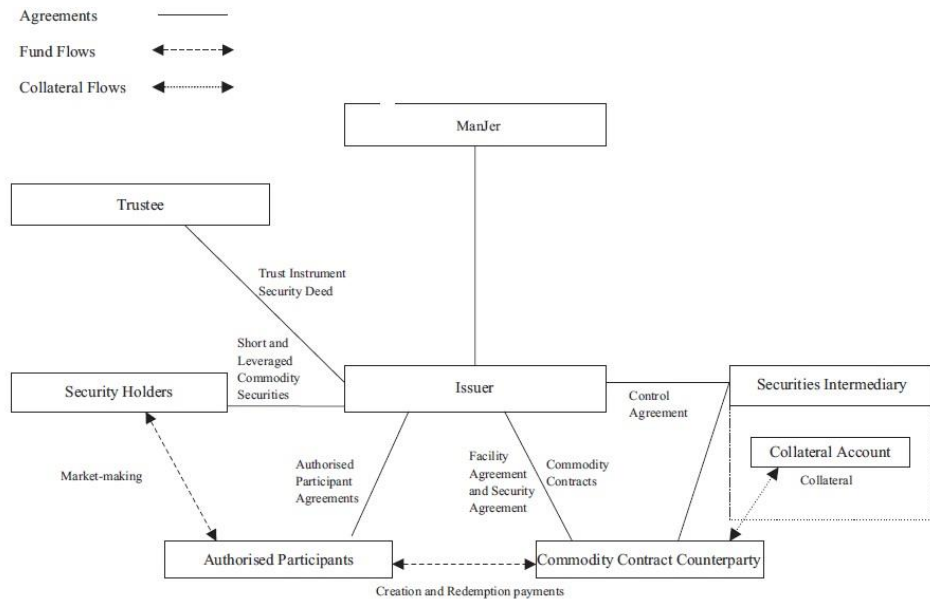 Agreements
Fund Flows
Collateral Flows
ManJer
Trustee
Trust Instrument
Security Deed
Short and
Leveraged
Commodity
Securities
Security Holders
Issuer
Securities Intermediary
Control
Agreement
Collateral Account
Collateral
Market-making
Authorised
Participant
Agreements
Facility
Agreement
and Security
Agreement
Commodity
Contracts
Authorised Participants
Commodity Contract Counterparty
Creation and Redemption payments